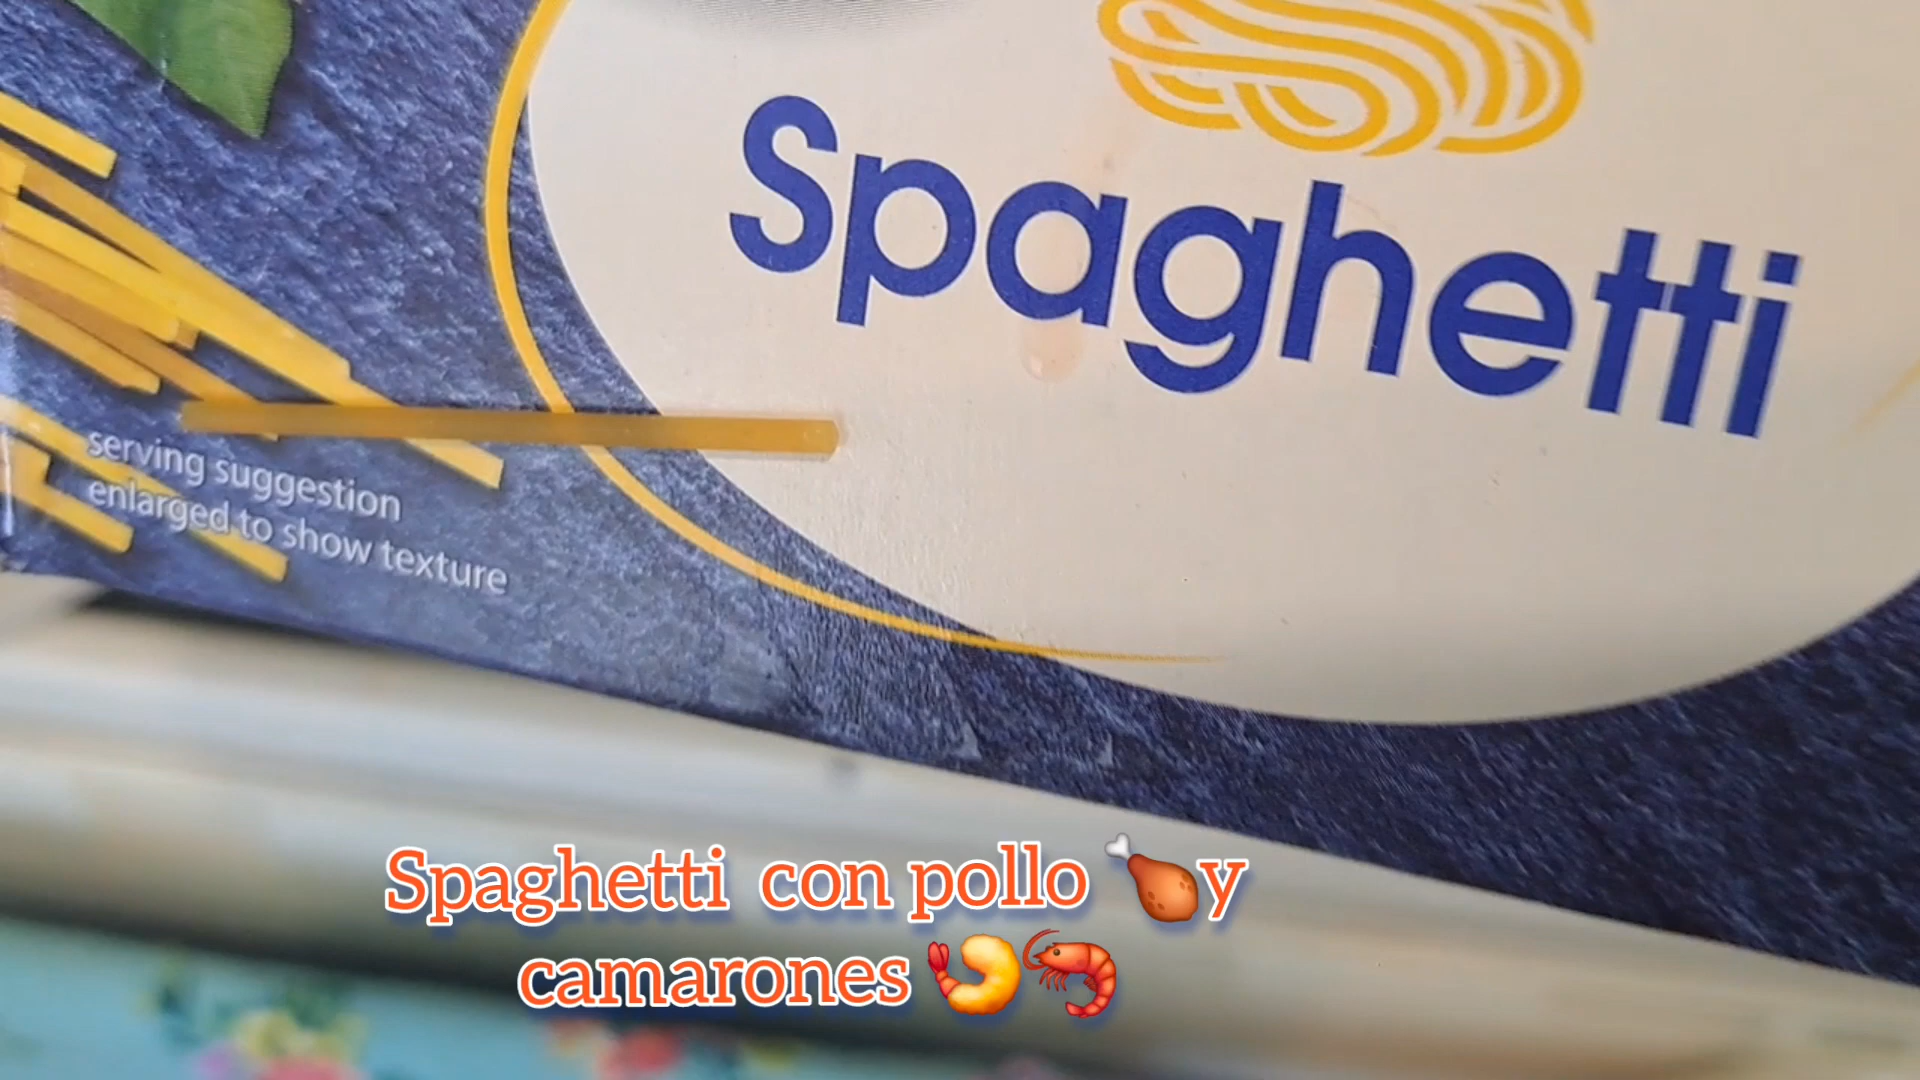 Spaghetti
serving suggestion
enlarged to show texture
Spaghetti con pollo 🍗y
camarones 🍤🦐